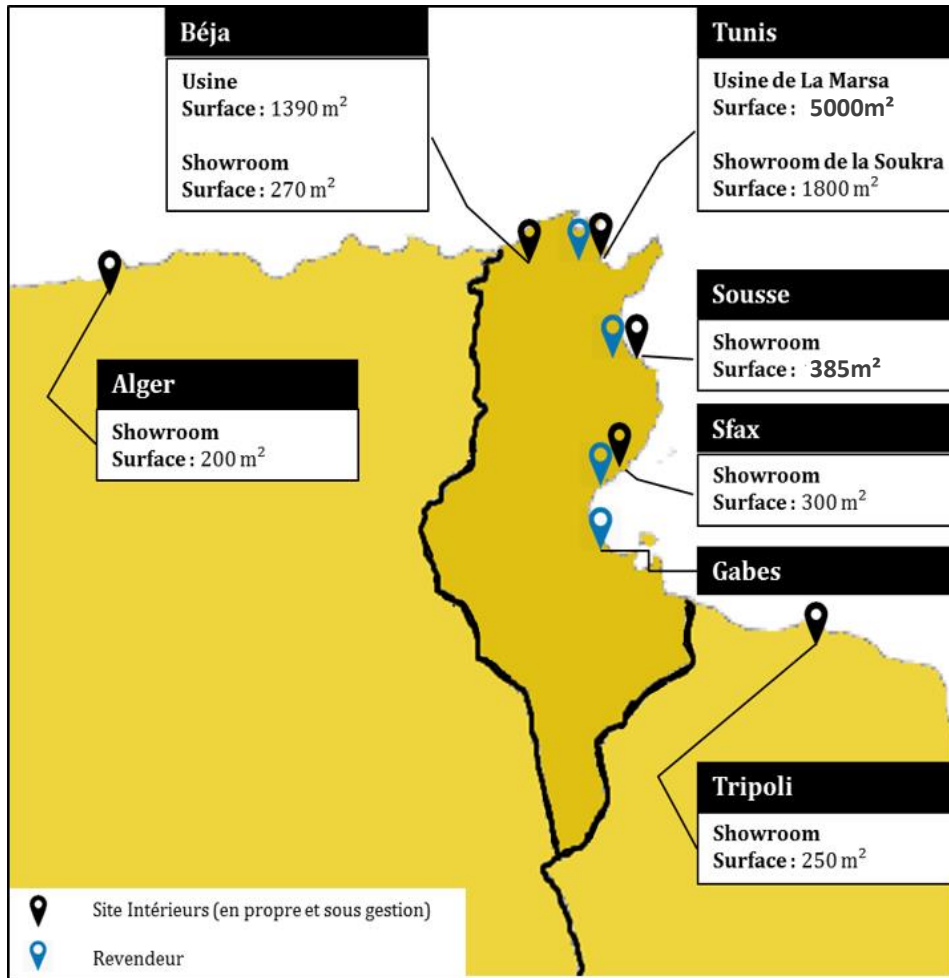 Béja
Usine
Surface : 1390 m²
Showroom
Surface : 270 m²
Tunis
Usine de La Marsa
Surface : 5000m²
Showroom de la Soukra
Surface : 1800 m²
Sousse
Showroom
Surface : 385m²
Alger
Showroom
Surface : 200 m²
Sfax
Showroom
Surface : 300 m²
Gabes
Tripoli
Showroom
Surface : 250 m²
Site Intérieurs (en propre et sous gestion)
Revendeur